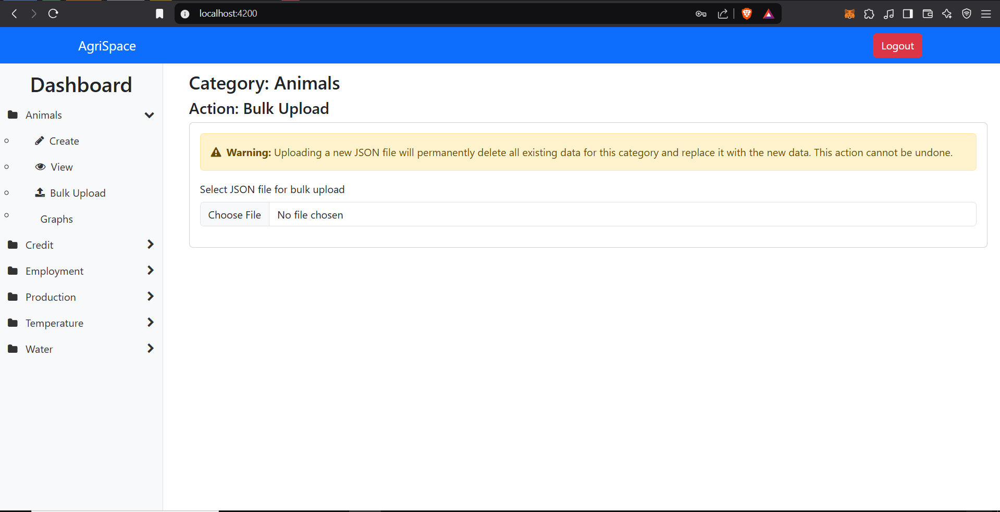 localhost:4200
AgriSpace
Logout
Dashboard
Animals
Create
View
Bulk Upload
Graphs
Credit
Employment
Production
Temperature
Water
Category: Animals
Action: Bulk Upload
Warning: Uploading a new JSON file will permanently delete all existing data for this category and replace it with the new data. This action cannot be undone.
Select JSON file for bulk upload
Choose File No file chosen